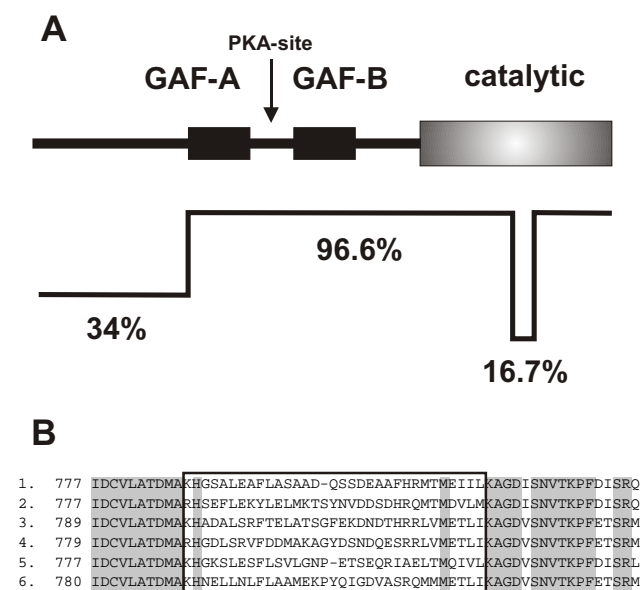 A
PKA-site
GAF-A GAF-B catalytic
96.6%
34%
16.7%
B
1. 777 IDCVLATDMAKHGSALEAFLASAAD-QSSDEAAFHRMTMEIILKAGDISNVTKPFDISRQ
2. 777 IDCVLATDMARHSEFLEKYLELMKTSYNVDDSDHRQMTMDVLMKAGDISNVTKPFDISRQ
3. 789 IDCVLATDMAKHADALSRFTELATSGFEKDNDTHRRLVMETLIKAGDVSNVTKPFETSRM
4. 779 IDCVLATDMARHGDLSRVFDDMAKAGYDSNDQESRRLVMETLIKAGDVSNVTKPFETSRM
5. 777 IDCVLATDMAKHGKSLESFLSVLGNP-ETSEQRIAELTMQIVLKAGDISNVTKPFDISRL
6. 780 IDCVLATDMAKHNELLNLFLAAMEKPYQIGDVASRQMMMETLIKAGDVSNVTKPFETSRM